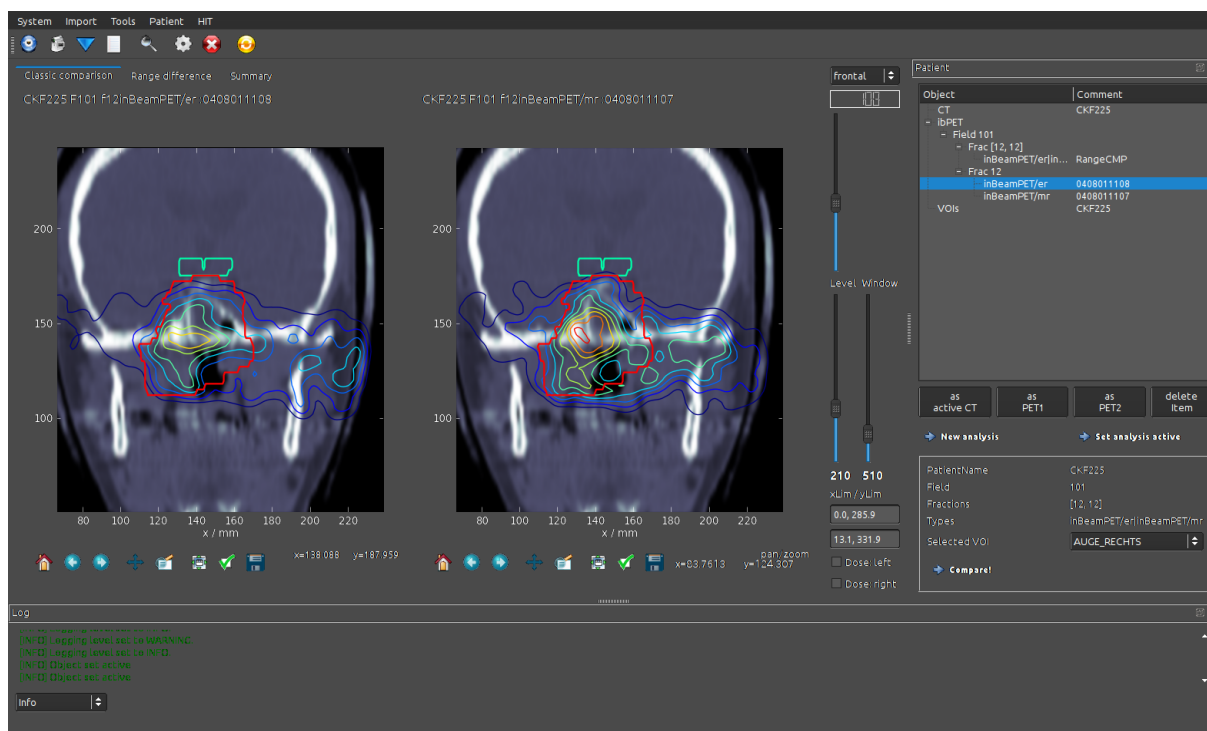 System Import Tools Patient HIT
Classic comparison Range difference Summary
CKF225 F101 f12inBeamPET/er :0408011108
CKF225 F101 f12inBeamPET/mr :0408011107
200
150
100
80 100 120 140 160 180 200 220
x / mm
x=138.088 y=187.959
200
150
100
80 100 120 140 160 180 200 220
x / mm
pan/zoom
x=83.7613 y=124.307
frontal
108
Level Window
210 510
xLim / yLim
0.0, 285.9
13.1, 331.9
Dose: left
Dose: right
Patient
Object Comment
CT CKF225
ibPET
Field 101
Frac [12, 12]
inBeamPET/er|in... RangeCMP
Frac 12
inBeamPET/er 0408011108
inBeamPET/mr 0408011107
VOIs CKF225
as active CT
as PET1
as PET2
delete Item
New analysis Set analysis active
PatientName CKF225
Field 101
Fractions [12, 12]
Types inBeamPET/er|inBeamPET/mr
Selected VOI AUGE_RECHTS
Compare!
Log
Info